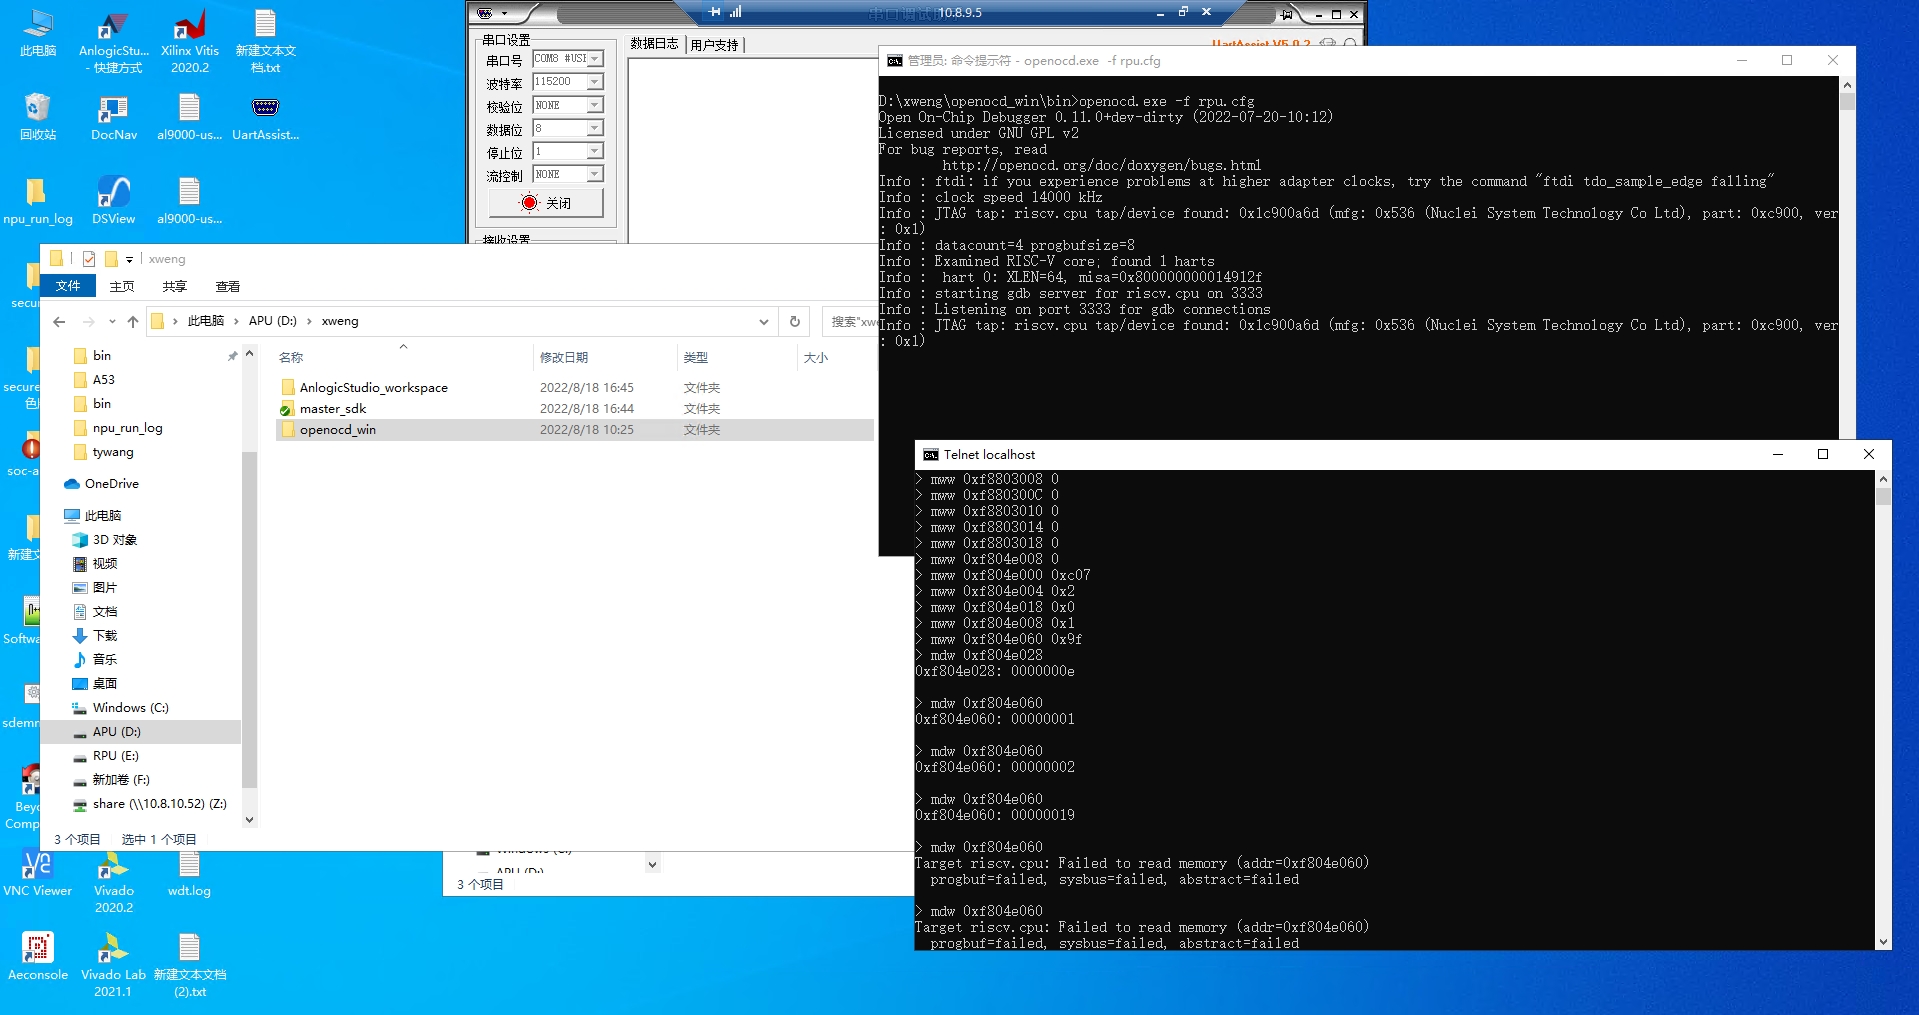 此电脑
AnlogicStu...
- 快捷方式
Xilinx Vitis
2020.2
新建文本文
档.txt
回收站
DocNav
al9000-us...
UartAssist...
npu_run_log
DSView
al9000-us...
secure
色
soc-a
新建文
Softwa
sdemm
Beyo
Comp
VNC Viewer
Vivado
2020.2
wdt.log
Aeconsole
Vivado Lab
2021.1
新建文本文档
(2).txt
10.8.9.5
串口设置
串口号 COM8 #USI
波特率 115200
校验位 NONE
数据位 8
停止位 1
流控制 NONE
关闭
接收设置
数据日志
用户支持
UartAssist V5.0.2
xweng
文件
主页
共享
查看
此电脑 › APU (D:) › xweng
搜索"xwe
bin
A53
bin
npu_run_log
tywang
OneDrive
此电脑
3D 对象
视频
图片
文档
下载
音乐
桌面
Windows (C:)
APU (D:)
RPU (E:)
新加卷 (F:)
share (\\10.8.10.52) (Z:)
名称 修改日期 类型 大小
AnlogicStudio_workspace 2022/8/18 16:45 文件夹
master_sdk 2022/8/18 16:44 文件夹
openocd_win 2022/8/18 10:25 文件夹
3 个项目 选中 1 个项目
Windows (C:)
APU (D:)
3 个项目
管理员: 命令提示符 - openocd.exe -f rpu.cfg
D:\xweng\openocd_win\bin>openocd.exe -f rpu.cfg
Open On-Chip Debugger 0.11.0+dev-dirty (2022-07-20-10:12)
Licensed under GNU GPL v2
For bug reports, read
http://openocd.org/doc/doxygen/bugs.html
Info : ftdi: if you experience problems at higher adapter clocks, try the command "ftdi tdo_sample_edge falling"
Info : clock speed 14000 kHz
Info : JTAG tap: riscv.cpu tap/device found: 0x1c900a6d (mfg: 0x536 (Nuclei System Technology Co Ltd), part: 0xc900, ver
: 0x1)
Info : datacount=4 progbufsize=8
Info : Examined RISC-V core; found 1 harts
Info : hart 0: XLEN=64, misa=0x800000000014912f
Info : starting gdb server for riscv.cpu on 3333
Info : Listening on port 3333 for gdb connections
Info : JTAG tap: riscv.cpu tap/device found: 0x1c900a6d (mfg: 0x536 (Nuclei System Technology Co Ltd), part: 0xc900, ver
: 0x1)
Telnet localhost
> mww 0xf8803008 0
> mww 0xf880300C 0
> mww 0xf8803010 0
> mww 0xf8803014 0
> mww 0xf8803018 0
> mww 0xf804e008 0
> mww 0xf804e000 0xc07
> mww 0xf804e004 0x2
> mww 0xf804e018 0x0
> mww 0xf804e008 0x1
> mww 0xf804e060 0x9f
> mdw 0xf804e028
0xf804e028: 0000000e
> mdw 0xf804e060
0xf804e060: 00000001
> mdw 0xf804e060
0xf804e060: 00000002
> mdw 0xf804e060
0xf804e060: 00000019
> mdw 0xf804e060
Target riscv.cpu: Failed to read memory (addr=0xf804e060)
progbuf=failed, sysbus=failed, abstract=failed
> mdw 0xf804e060
Target riscv.cpu: Failed to read memory (addr=0xf804e060)
progbuf=failed, sysbus=failed, abstract=failed